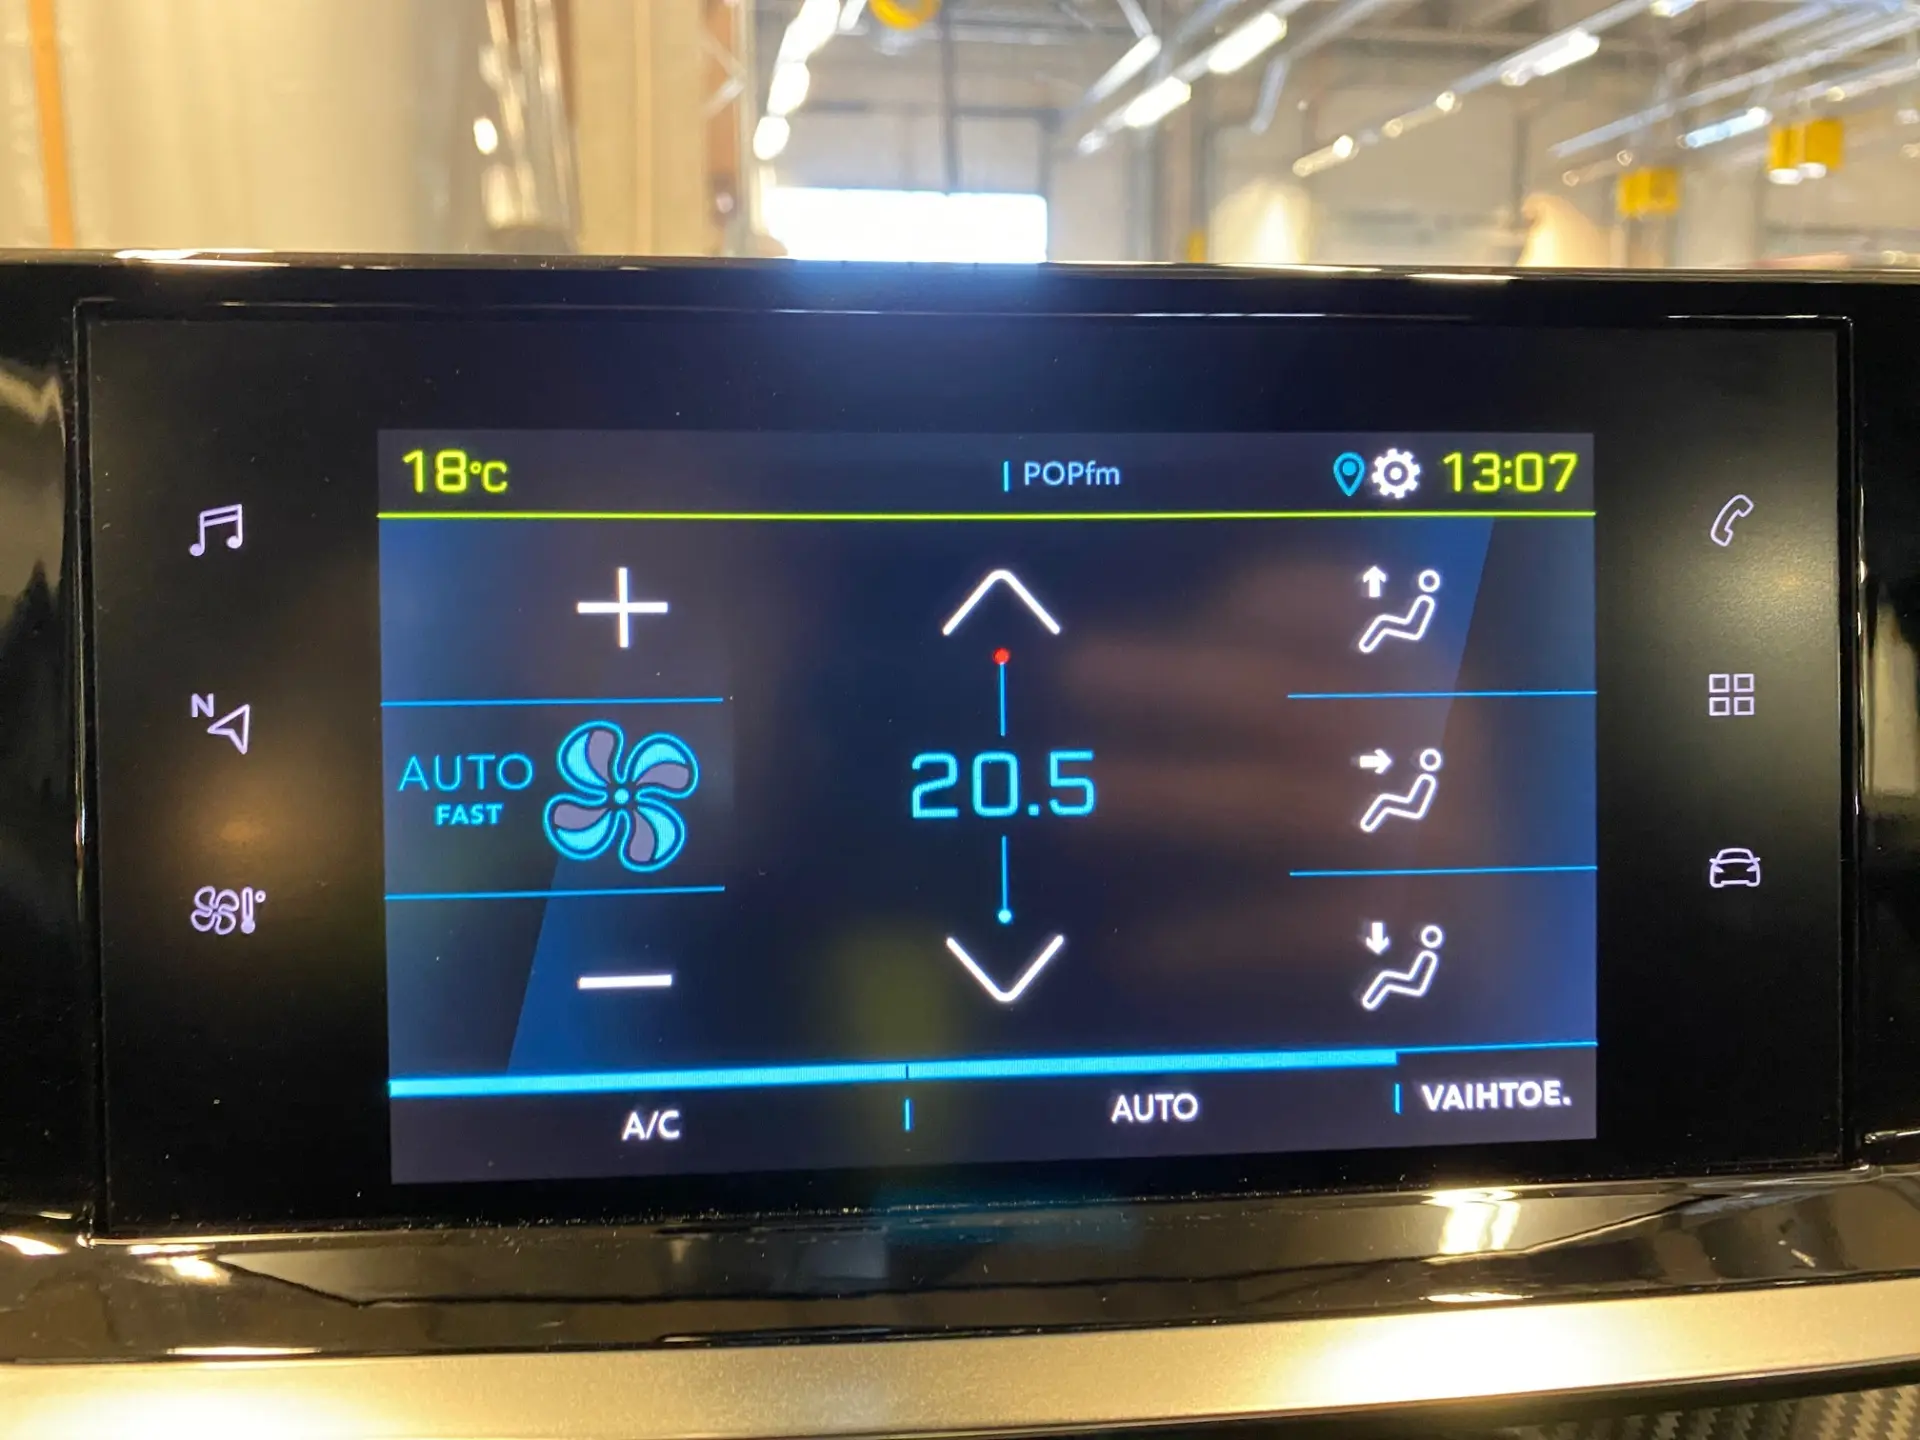 18°C
POPfm
13:07
N
AUTO
FAST
20.5
A/C
AUTO
VAIHTOE.